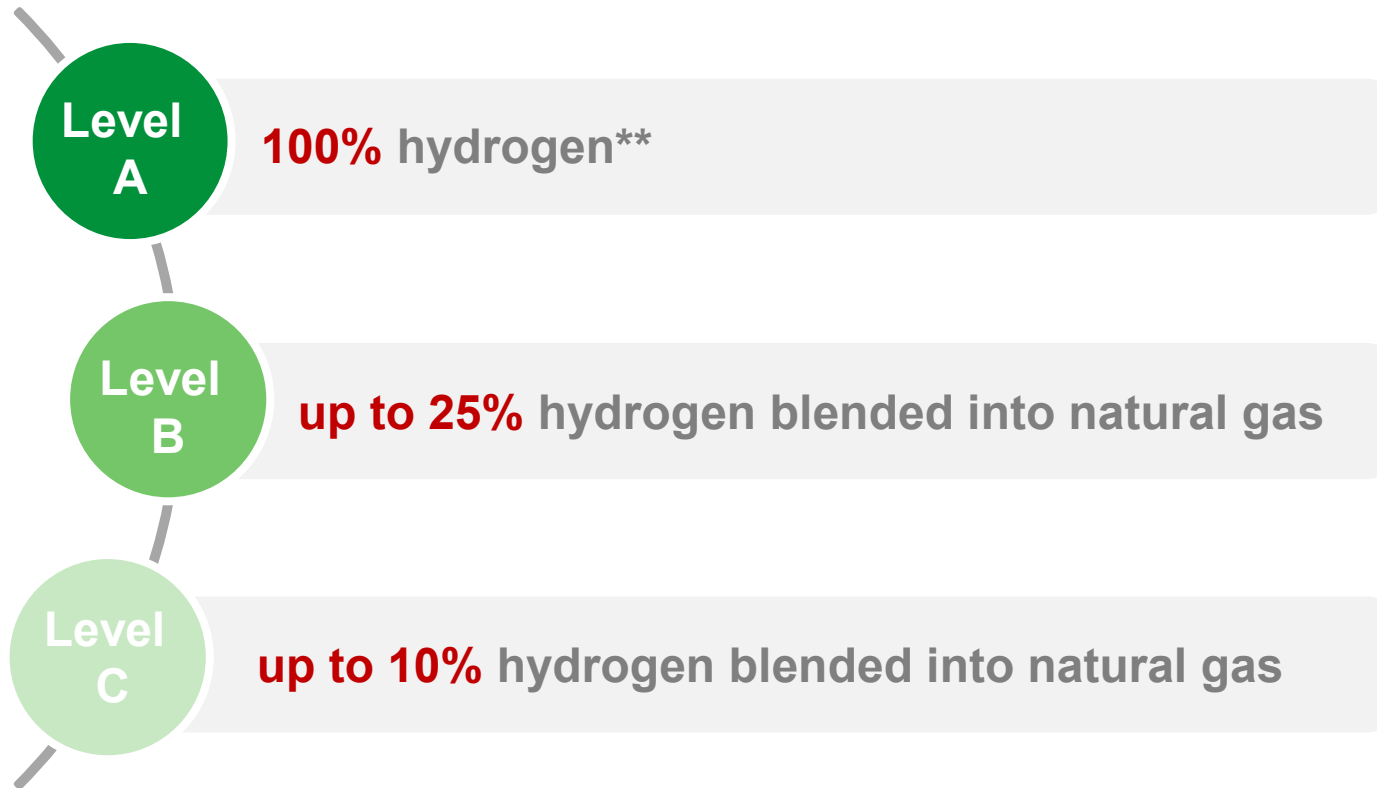 Level
A
100% hydrogen**
Level
B
up to 25% hydrogen blended into natural gas
Level
C
up to 10% hydrogen blended into natural gas